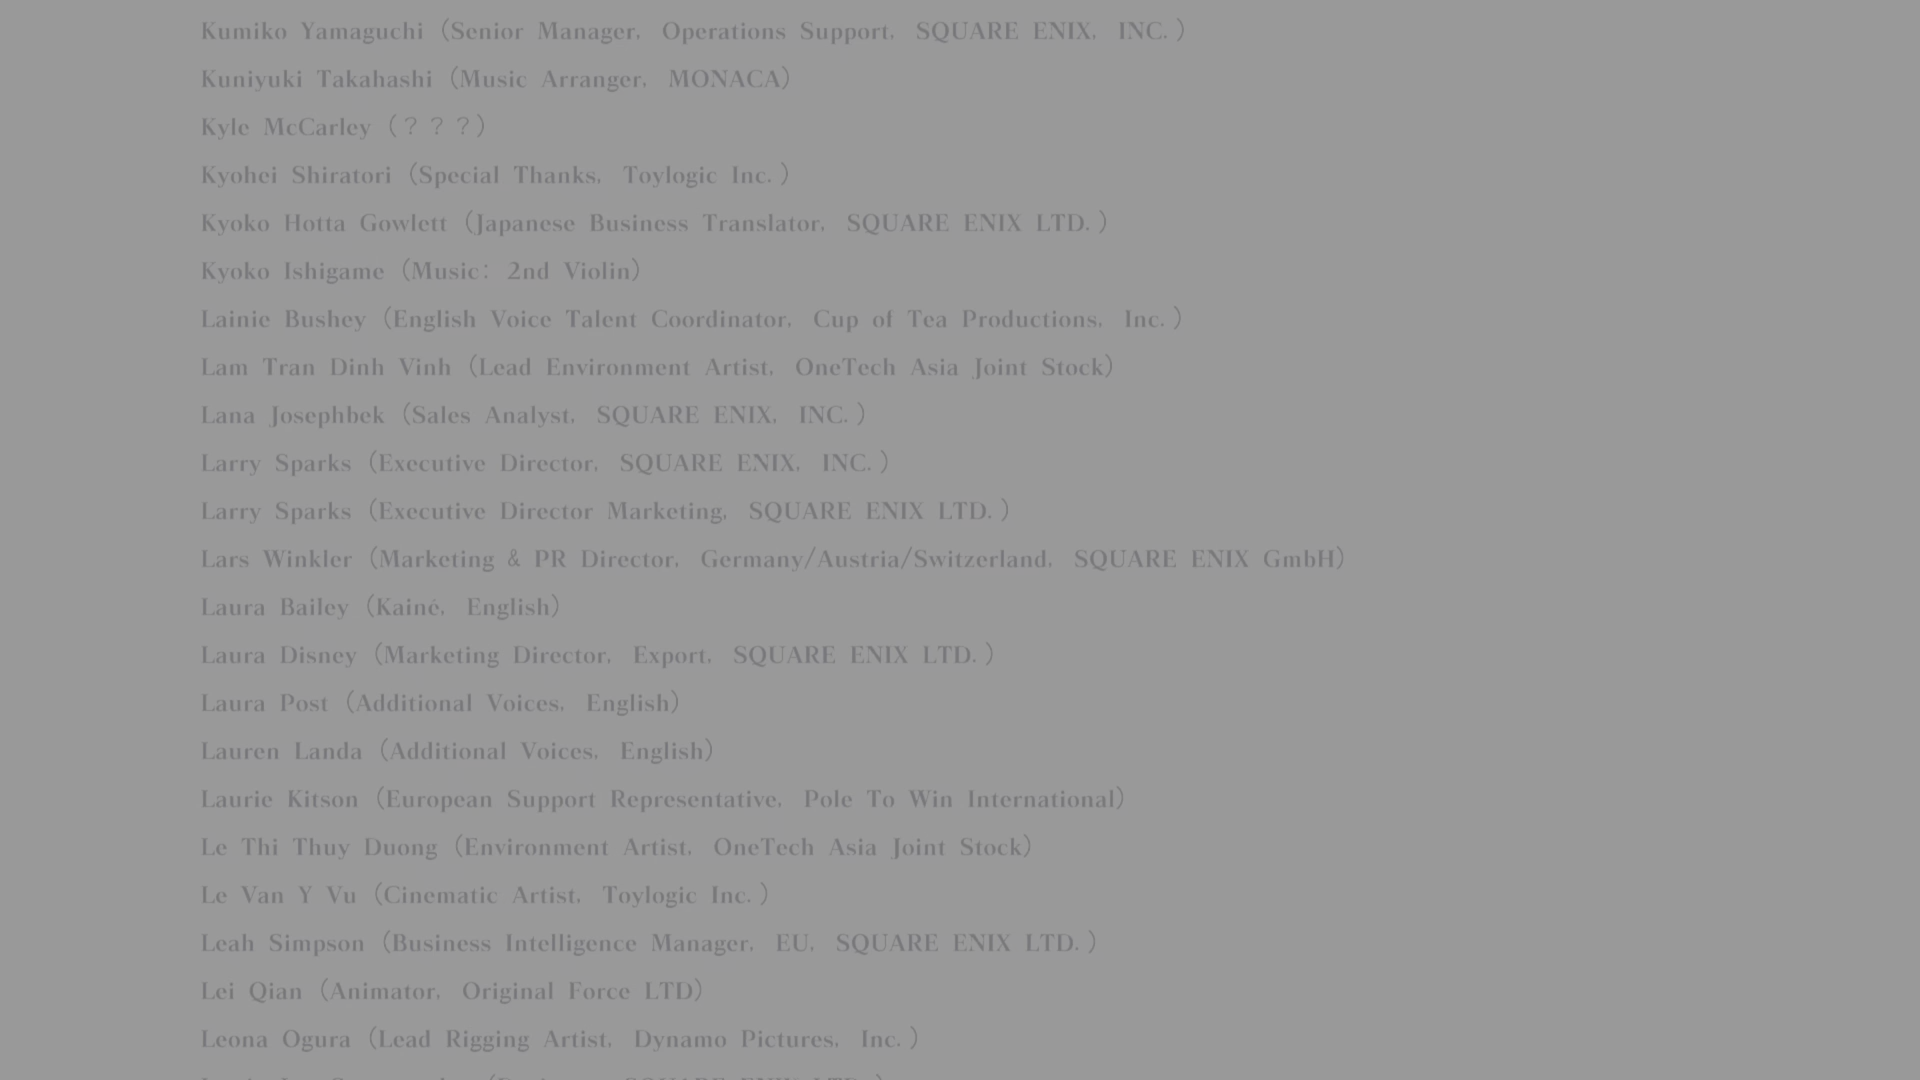 Kumiko Yamaguchi (Senior Manager, Operations Support, SQUARE ENIX, INC.)
Kuniyuki Takahashi (Music Arranger, MONACA)
Kyle McCarley (？？？)
Kyohei Shiratori (Special Thanks, Toylogic Inc.)
Kyoko Hotta Gowlett (Japanese Business Translator, SQUARE ENIX LTD.)
Kyoko Ishigame (Music: 2nd Violin)
Lainie Bushey (English Voice Talent Coordinator, Cup of Tea Productions, Inc.)
Lam Tran Dinh Vinh (Lead Environment Artist, OneTech Asia Joint Stock)
Lana Josephbek (Sales Analyst, SQUARE ENIX, INC.)
Larry Sparks (Executive Director, SQUARE ENIX, INC.)
Larry Sparks (Executive Director Marketing, SQUARE ENIX LTD.)
Lars Winkler (Marketing & PR Director, Germany/Austria/Switzerland, SQUARE ENIX GmbH)
Laura Bailey (Kainé, English)
Laura Disney (Marketing Director, Export, SQUARE ENIX LTD.)
Laura Post (Additional Voices, English)
Lauren Landa (Additional Voices, English)
Laurie Kitson (European Support Representative, Pole To Win International)
Le Thi Thuy Duong (Environment Artist, OneTech Asia Joint Stock)
Le Van Y Vu (Cinematic Artist, Toylogic Inc.)
Leah Simpson (Business Intelligence Manager, EU, SQUARE ENIX LTD.)
Lei Qian (Animator, Original Force LTD)
Leona Ogura (Lead Rigging Artist, Dynamo Pictures, Inc.)